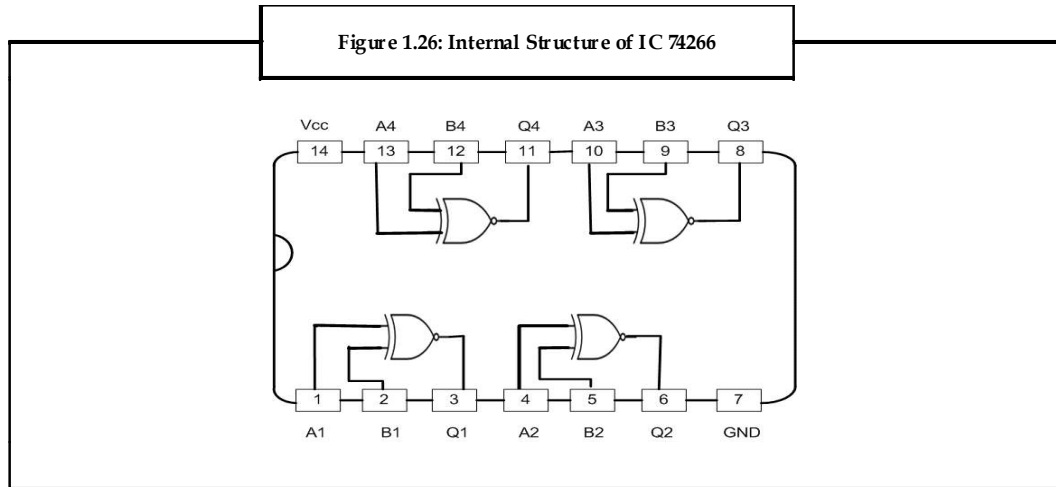 Figure 1.26: Internal Structure of IC 74266
Vcc A4 B4 Q4 A3 B3 Q3
14 13 12 11 10 9 8
1 2 3 4 5 6 7
A1 B1 Q1 A2 B2 Q2 GND